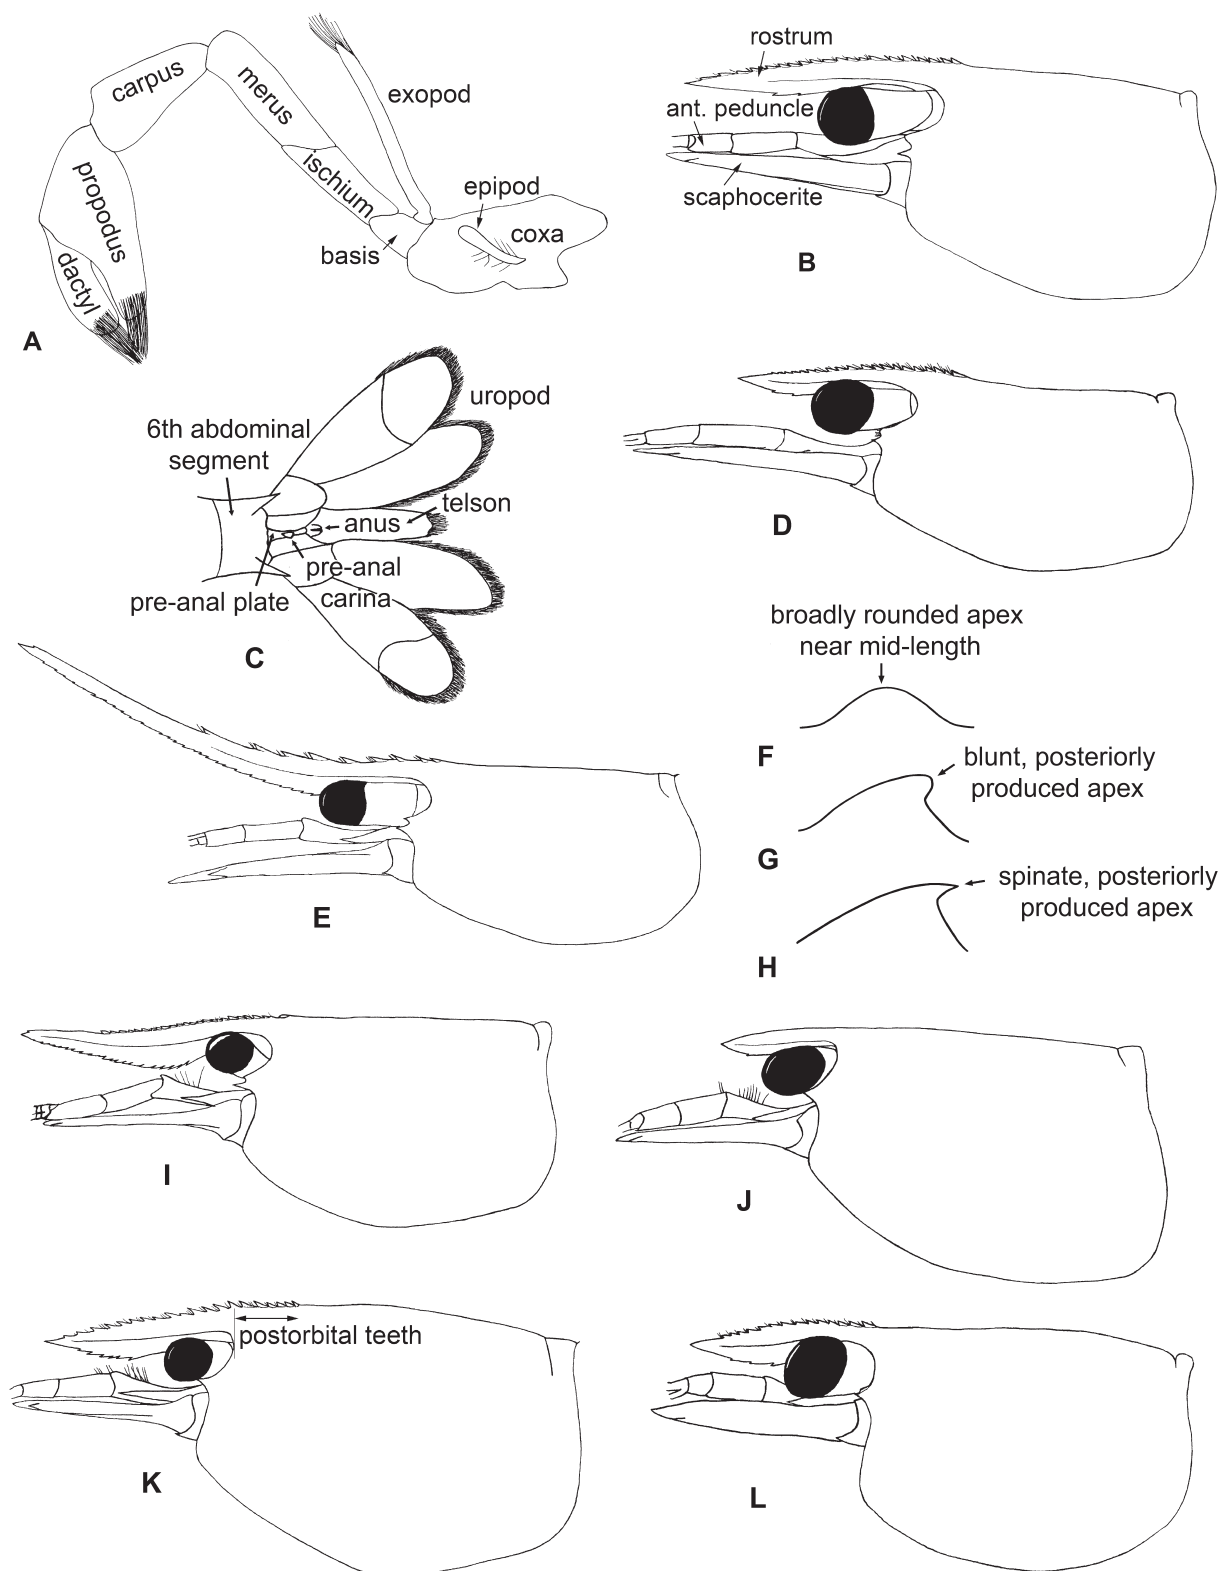 carpus
merus
exopod
propodus
ischium
epipod
coxa
basis
dactyl
A
rostrum
ant. peduncle
scaphocerite
B
uropod
6th abdominal
segment
telson
anus
pre-anal
carina
pre-anal plate
C
D
E
broadly rounded apex
near mid-length
F
blunt, posteriorly
produced apex
G
spinate, posteriorly
produced apex
H
I
J
postorbital teeth
K
L